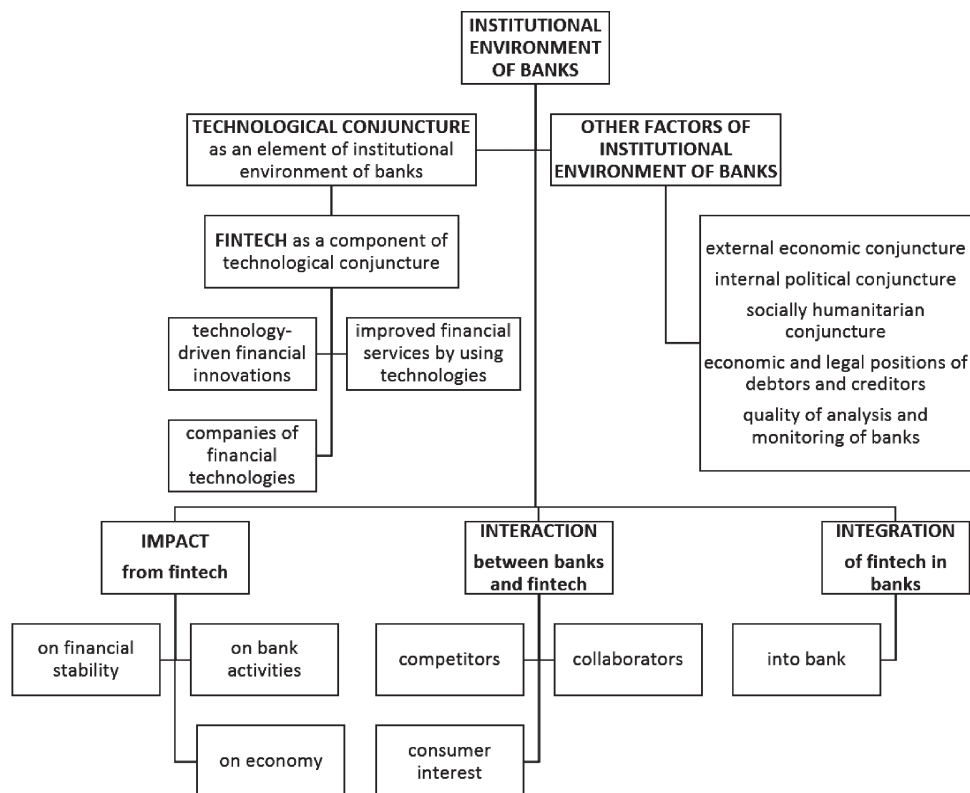 INSTITUTIONAL
ENVIRONMENT
OF BANKS
TECHNOLOGICAL CONJUNCTURE
as an element of institutional
environment of banks
OTHER FACTORS OF
INSTITUTIONAL
ENVIRONMENT OF BANKS
FINTECH as a component of
technological conjuncture
external economic conjuncture
internal political conjuncture
socially humanitarian
conjuncture
economic and legal positions of
debtors and creditors
quality of analysis and
monitoring of banks
technology-
driven financial
innovations
improved financial
services by using
technologies
companies of
financial
technologies
IMPACT
from fintech
INTERACTION
between banks
and fintech
INTEGRATION
of fintech in
banks
on financial
stability
on bank
activities
competitors
collaborators
into bank
on economy
consumer
interest